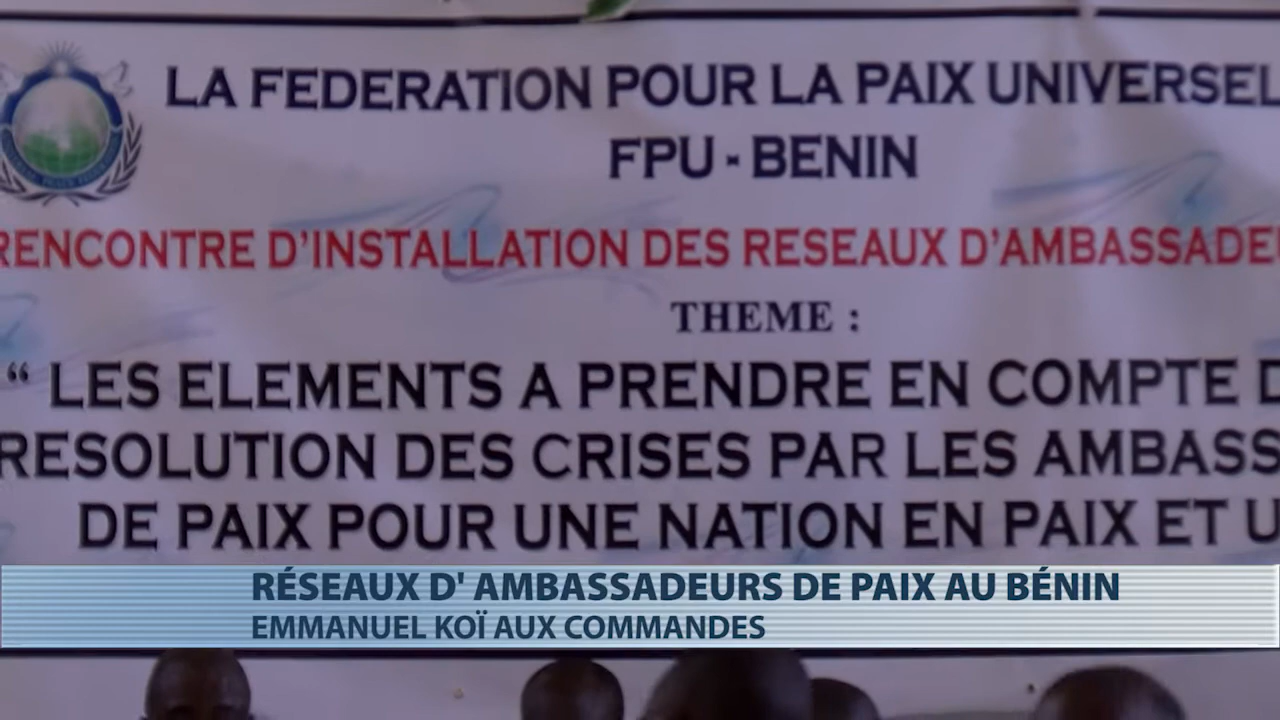 LA FEDERATION POUR LA PAIX UNIVERSEL
FPU - BENIN
RENCONTRE D'INSTALLATION DES RESEAUX D'AMBASSADE
THEME :
“ LES ELEMENTS A PRENDRE EN COMPTE D
RESOLUTION DES CRISES PAR LES AMBASS
DE PAIX POUR UNE NATION EN PAIX ET U
RÉSEAUX D' AMBASSADEURS DE PAIX AU BÉNIN
EMMANUEL KOÏ AUX COMMANDES